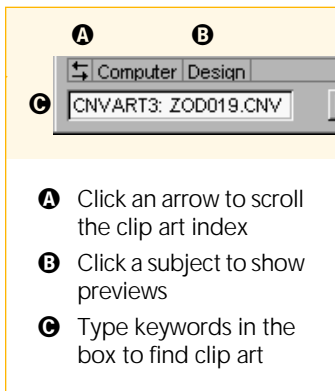 A B
Computer Design
C CNVART3: ZOD019.CNV
A Click an arrow to scroll
the clip art index
B Click a subject to show
previews
C Type keywords in the
box to find clip art